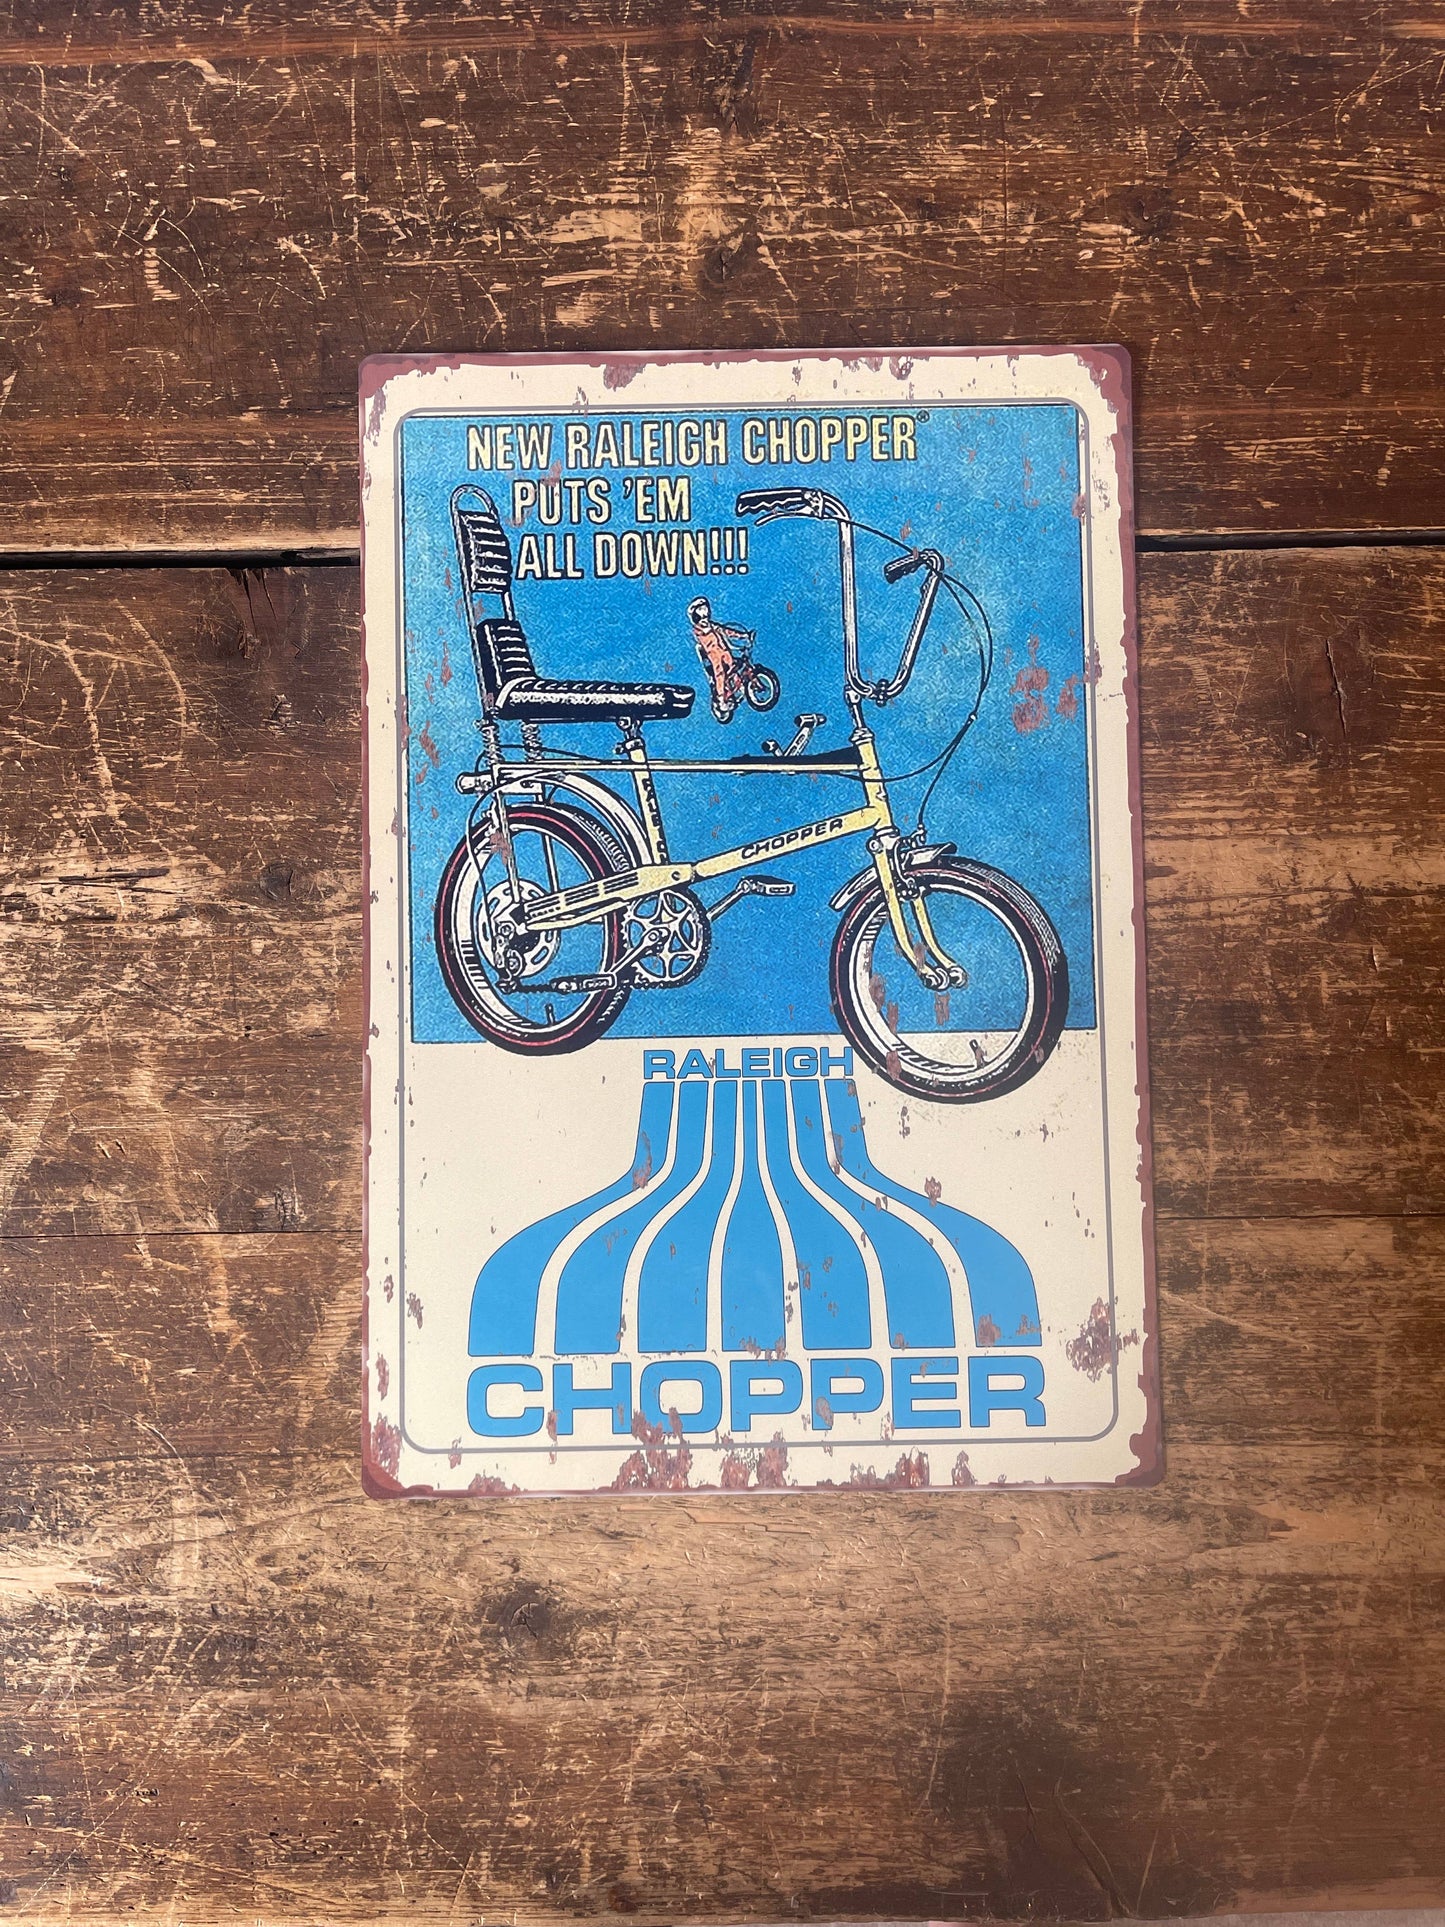 NEW RALEIGH CHOPPER®
PUTS 'EM
ALL DOWN!!!
CHOPPER
RALEIGH
CHOPPER